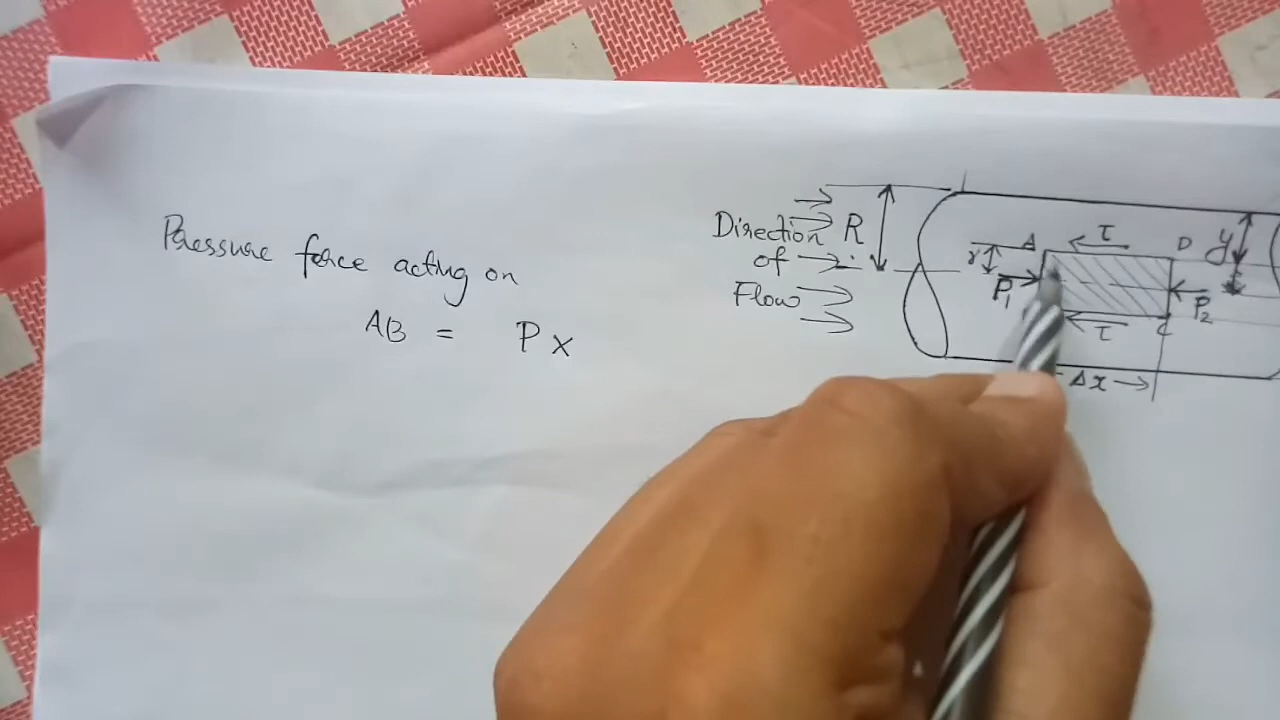 Pressure force acting on
AB = P x
Direction
of
Flow
R
r
A
τ
D
y
P1
P2
τ
C
Δx